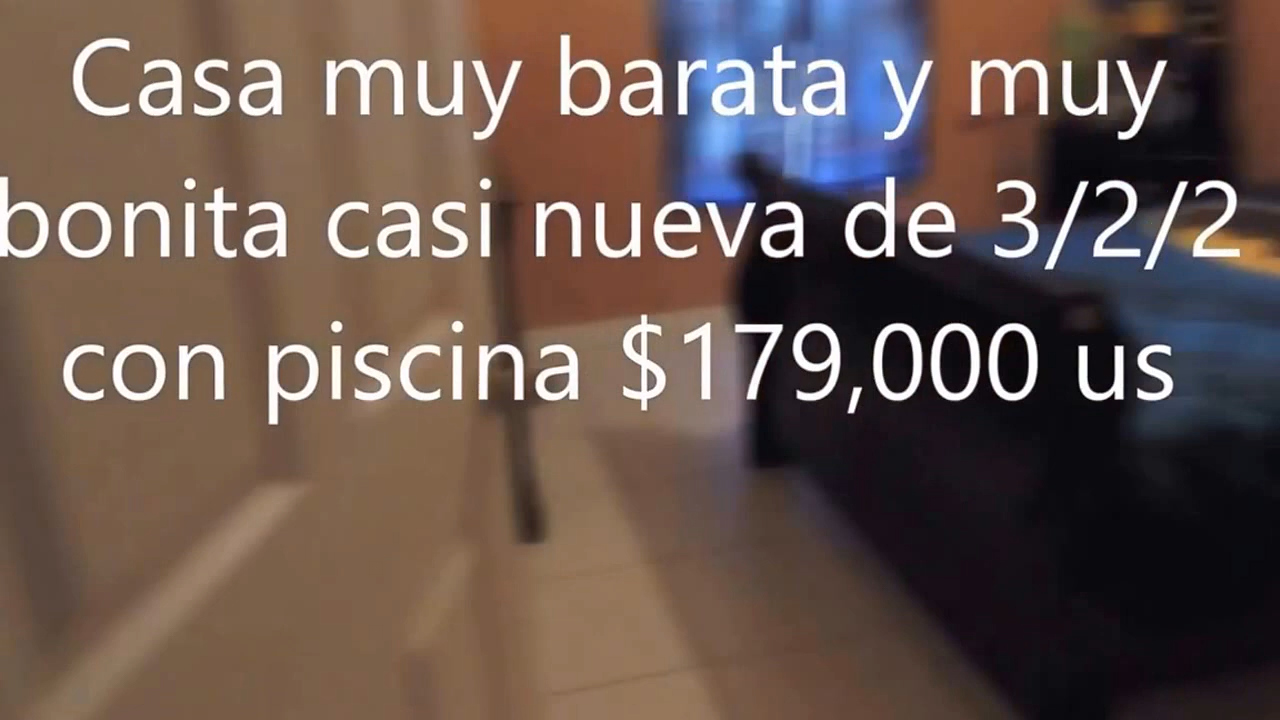 Casa muy barata y muy
bonita casi nueva de 3/2/2
con piscina $179,000 us